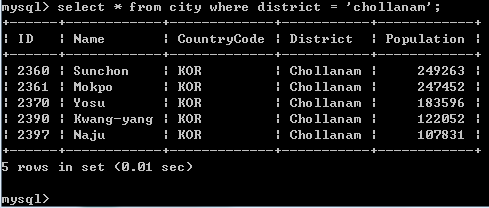 mysql> select * from city where district = 'chollanam';
+------+------------+-------------+-----------+------------+
| ID | Name | CountryCode | District | Population |
+------+------------+-------------+-----------+------------+
| 2360 | Sunchon | KOR | Chollanam | 249263 |
| 2361 | Mokpo | KOR | Chollanam | 247452 |
| 2370 | Yosu | KOR | Chollanam | 183596 |
| 2390 | Kwang-yang | KOR | Chollanam | 122052 |
| 2397 | Naju | KOR | Chollanam | 107831 |
+------+------------+-------------+-----------+------------+
5 rows in set (0.01 sec)
mysql>